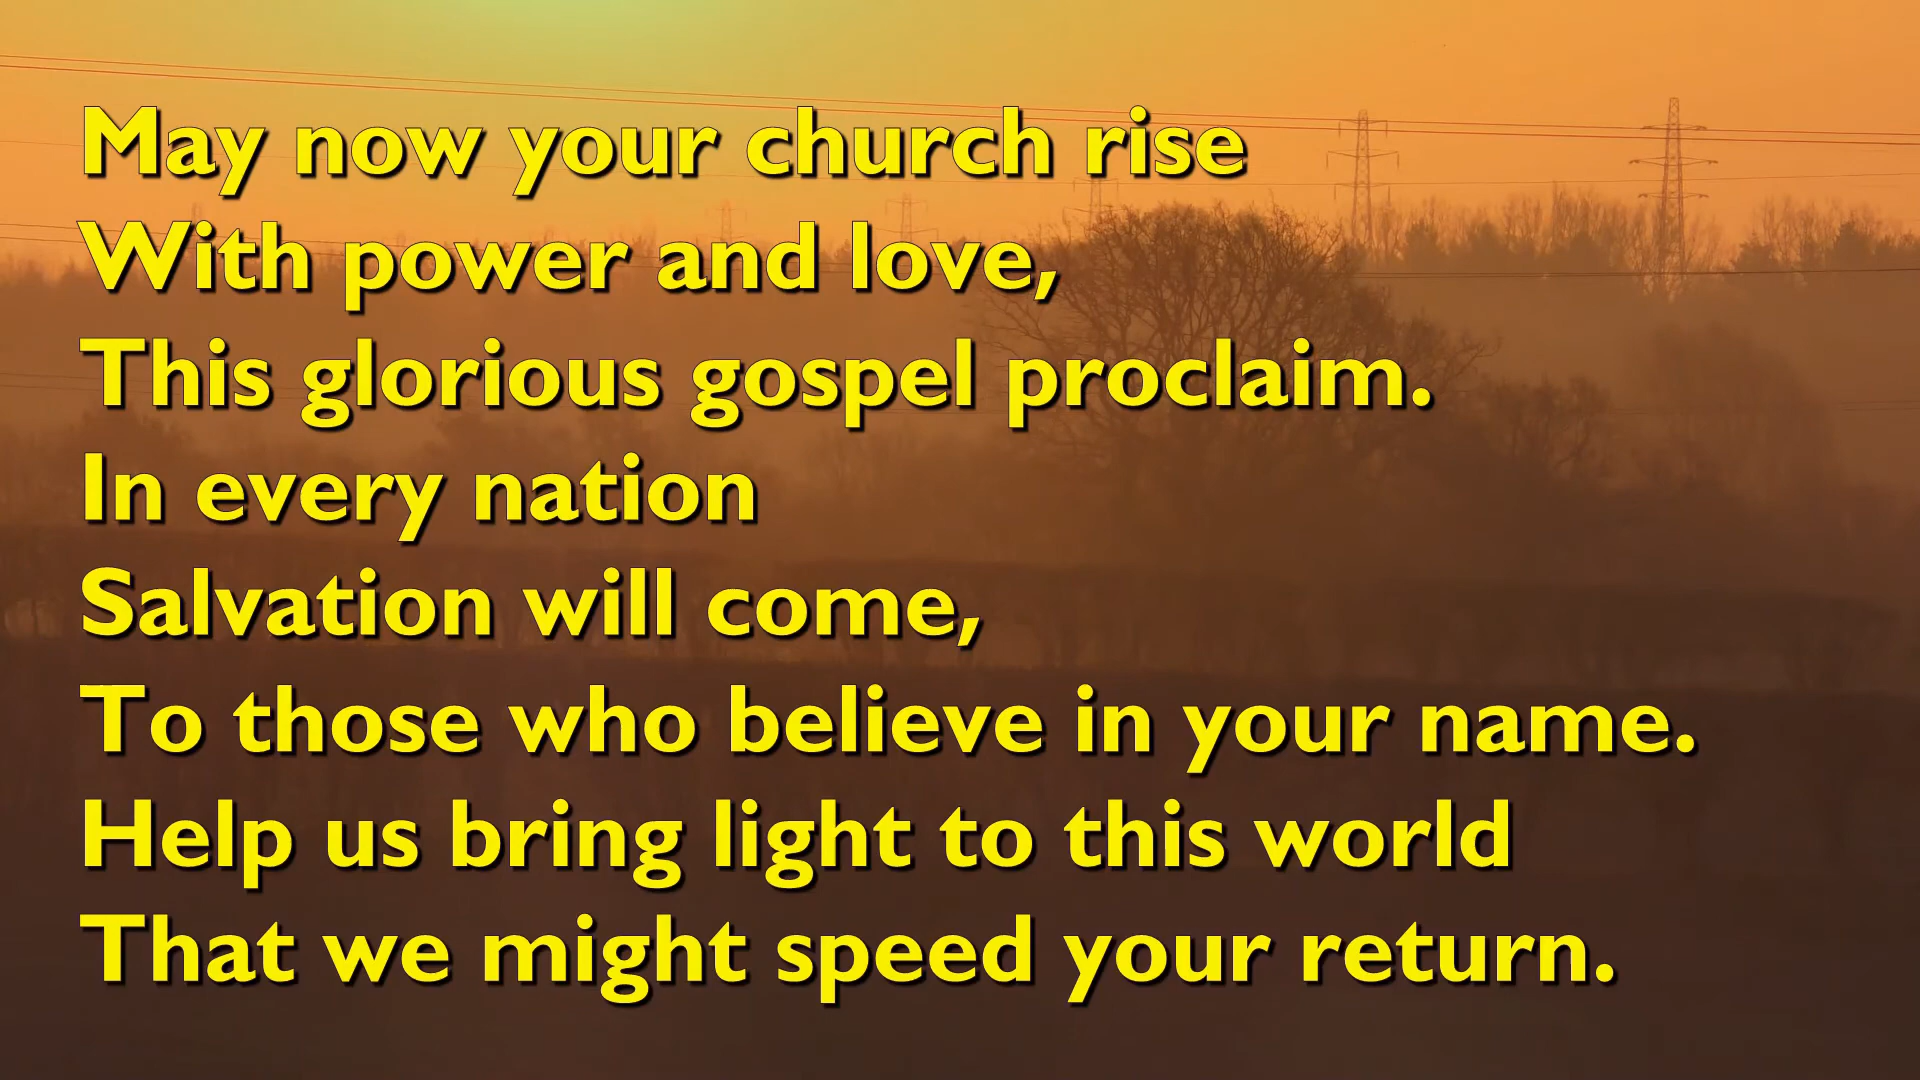 May now your church rise
With power and love,
This glorious gospel proclaim.
In every nation
Salvation will come,
To those who believe in your name.
Help us bring light to this world
That we might speed your return.